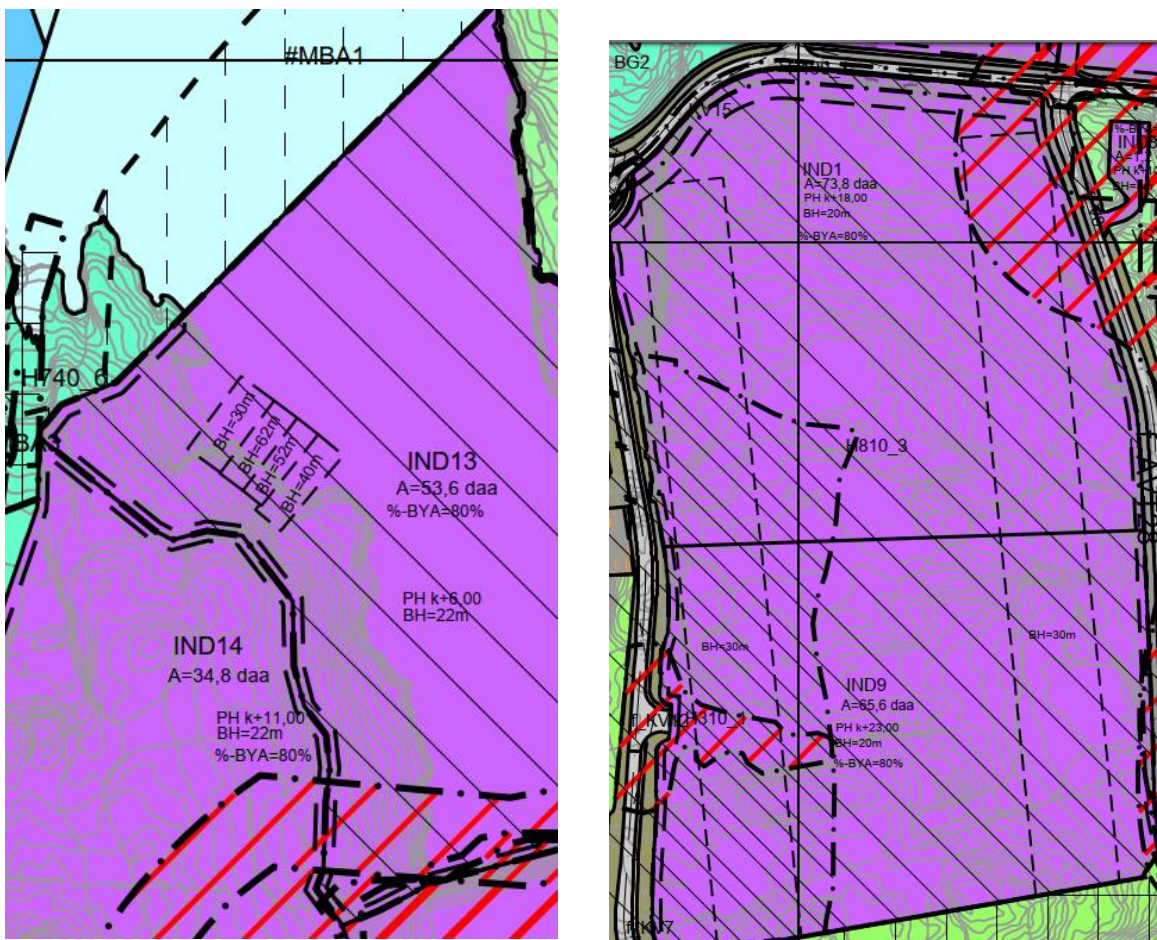 #MBA1
H740_6
BH=30m
BH=62m
BH=52m
BH=40m
IND13
A=53,6 daa
%-BYA=80%
PH k+6,00
BH=22m
IND14
A=34,8 daa
PH k+11,00
BH=22m
%-BYA=80%
BG2
IND1
A=73,8 daa
PH k+18,00
BH=20m
%-BYA=80%
H810_3
BH=30m
BH=30m
IND9
A=65,6 daa
PH k+23,00
BH=20m
%-BYA=80%